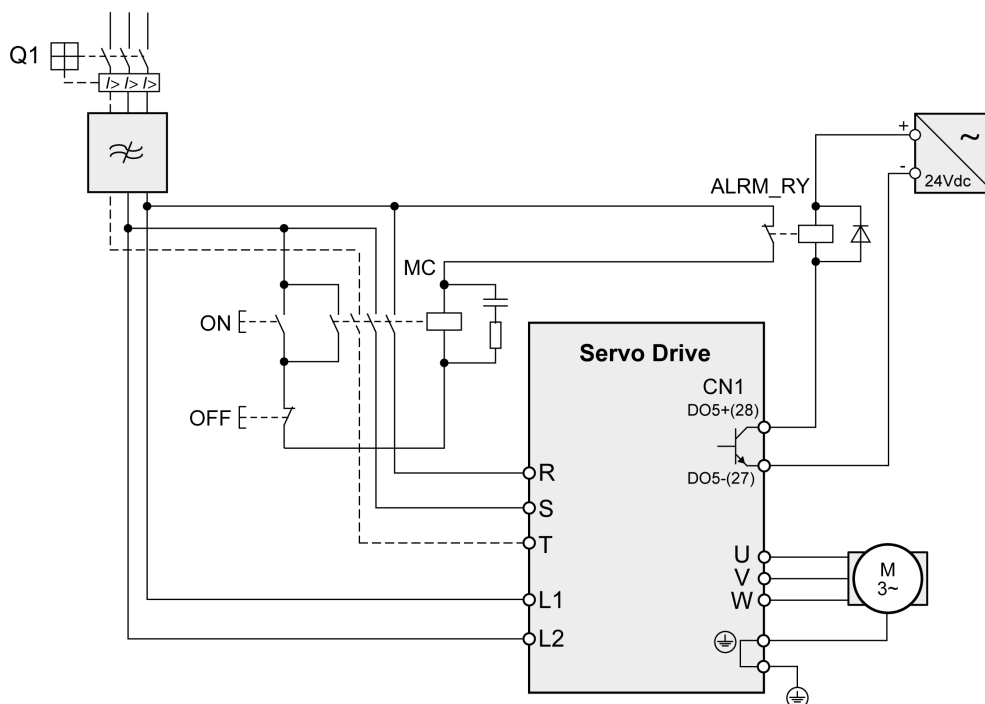 Q1
I> I> I>
+
-
24Vdc
ALRM_RY
MC
ON
OFF
Servo Drive
CN1
DO5+(28)
DO5-(27)
R
S
T
L1
L2
U
V
W
M
3~